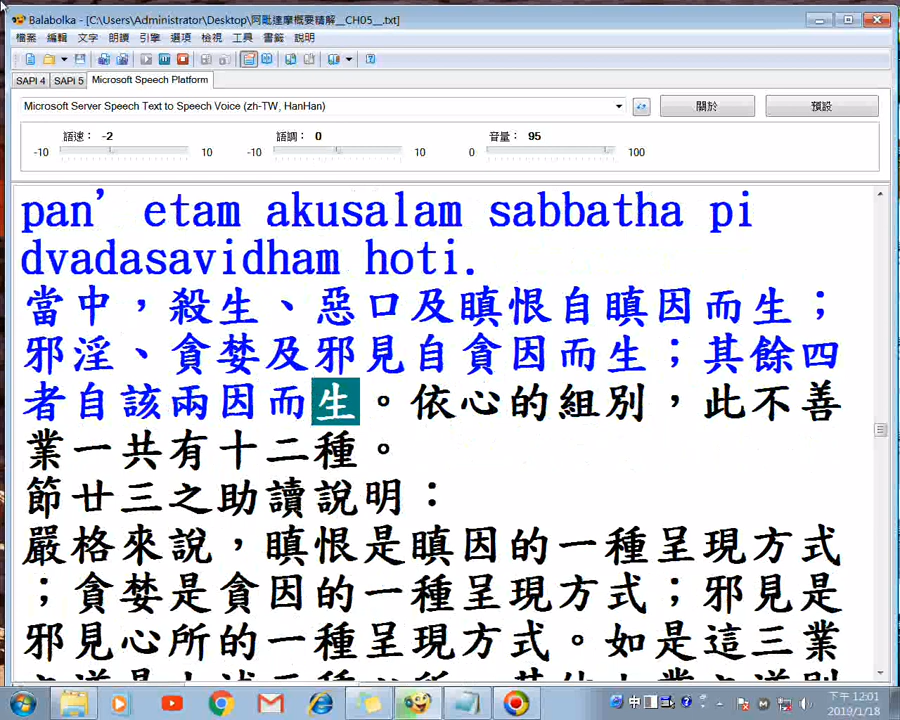 Balabolka - [C:\Users\Administrator\Desktop\阿毗達摩概要精解__CH05__.txt]
檔案 編輯 文字 朗讀 引擎 選項 檢視 工具 書籤 說明
SAPI 4 SAPI 5 Microsoft Speech Platform
Microsoft Server Speech Text to Speech Voice (zh-TW, HanHan) 關於 預設
語速： -2 語調： 0 音量： 95
-10 10 -10 10 0 100
pan’etam akusalam sabbatha pi
dvadasavidham hoti.
當中，殺生、惡口及瞋恨自瞋因而生；
邪淫、貪婪及邪見自貪因而生；其餘四
者自該兩因而生。依心的組別，此不善
業一共有十二種。
節廿三之助讀說明：
嚴格來說，瞋恨是瞋因的一種呈現方式
；貪婪是貪因的一種呈現方式；邪見是
邪見心所的一種呈現方式。如是這三業
中
下午 12:01
2019/1/18